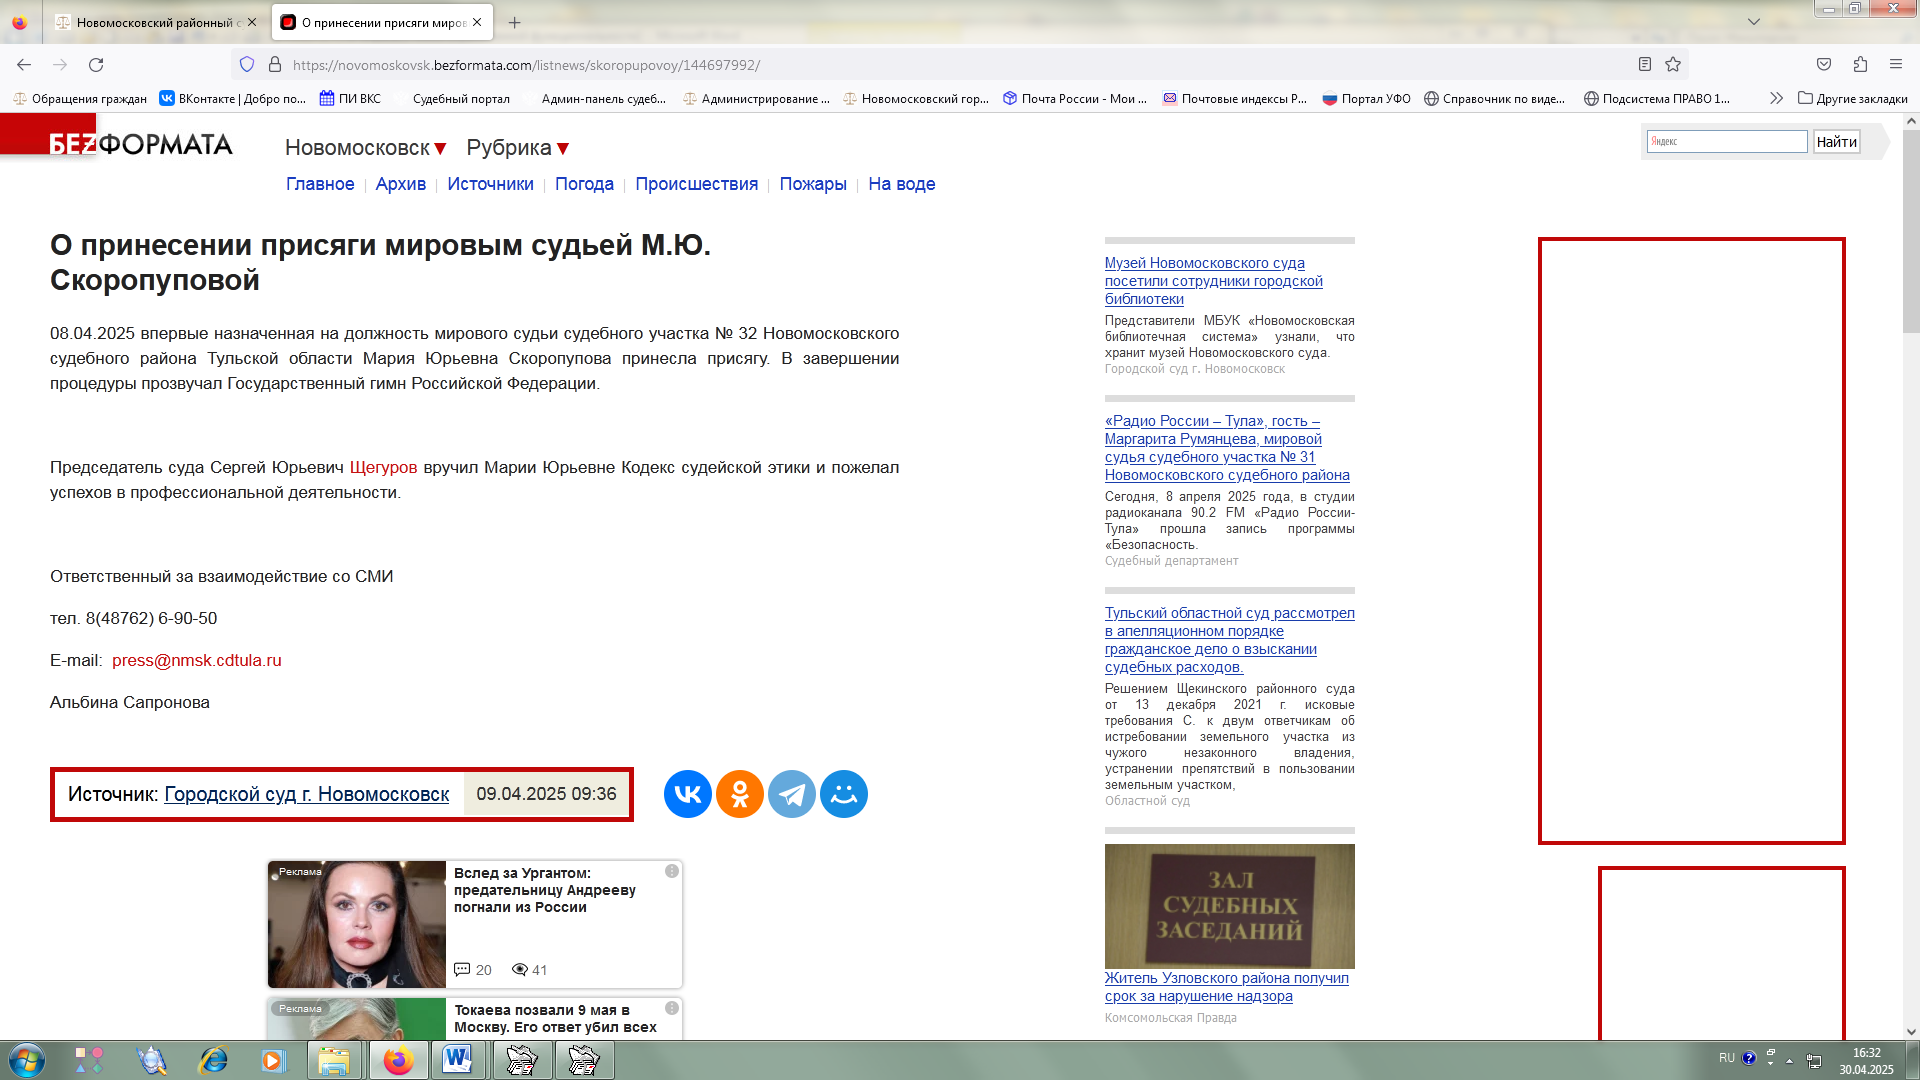 Новомосковский районный с
О принесении присяги миров
https://novomoskovsk.bezformata.com/listnews/skoropupovoy/144697992/
Обращения граждан
ВКонтакте | Добро по...
ПИ ВКС
Судебный портал
Админ-панель судеб...
Администрирование ...
Новомосковский гор...
Почта России - Мои ...
Почтовые индексы Р...
Портал УФО
Справочник по виде...
Подсистема ПРАВО 1...
Другие закладки
БЕZФОРМАТА
Новомосковск▼ Рубрика▼
Яндекс
Найти
Главное | Архив | Источники | Погода | Происшествия | Пожары | На воде
О принесении присяги мировым судьей М.Ю.
Скоропуповой
08.04.2025 впервые назначенная на должность мирового судьи судебного участка № 32 Новомосковского
судебного района Тульской области Мария Юрьевна Скоропупова принесла присягу. В завершении
процедуры прозвучал Государственный гимн Российской Федерации.
Председатель суда Сергей Юрьевич Щегуров вручил Марии Юрьевне Кодекс судейской этики и пожелал
успехов в профессиональной деятельности.
Ответственный за взаимодействие со СМИ
тел. 8(48762) 6-90-50
E-mail: press@nmsk.cdtula.ru
Альбина Сапронова
Источник: Городской суд г. Новомосковск
09.04.2025 09:36
Реклама
Вслед за Ургантом:
предательницу Андрееву
погнали из России
20
41
Реклама
Токаева позвали 9 мая в
Москву. Его ответ убил всех
Музей Новомосковского суда
посетили сотрудники городской
библиотеки
Представители МБУК «Новомосковская
библиотечная система» узнали, что
хранит музей Новомосковского суда.
Городской суд г. Новомосковск
«Радио России – Тула», гость –
Маргарита Румянцева, мировой
судья судебного участка № 31
Новомосковского судебного района
Сегодня, 8 апреля 2025 года, в студии
радиоканала 90.2 FM «Радио России-
Тула» прошла запись программы
«Безопасность.
Судебный департамент
Тульский областной суд рассмотрел
в апелляционном порядке
гражданское дело о взыскании
судебных расходов.
Решением Щекинского районного суда
от 13 декабря 2021 г. исковые
требования С. к двум ответчикам об
истребовании земельного участка из
чужого незаконного владения,
устранении препятствий в пользовании
земельным участком,
Областной суд
ЗАЛ
СУДЕБНЫХ
ЗАСЕДАНИЙ
Житель Узловского района получил
срок за нарушение надзора
Комсомольская Правда
RU
16:32
30.04.2025